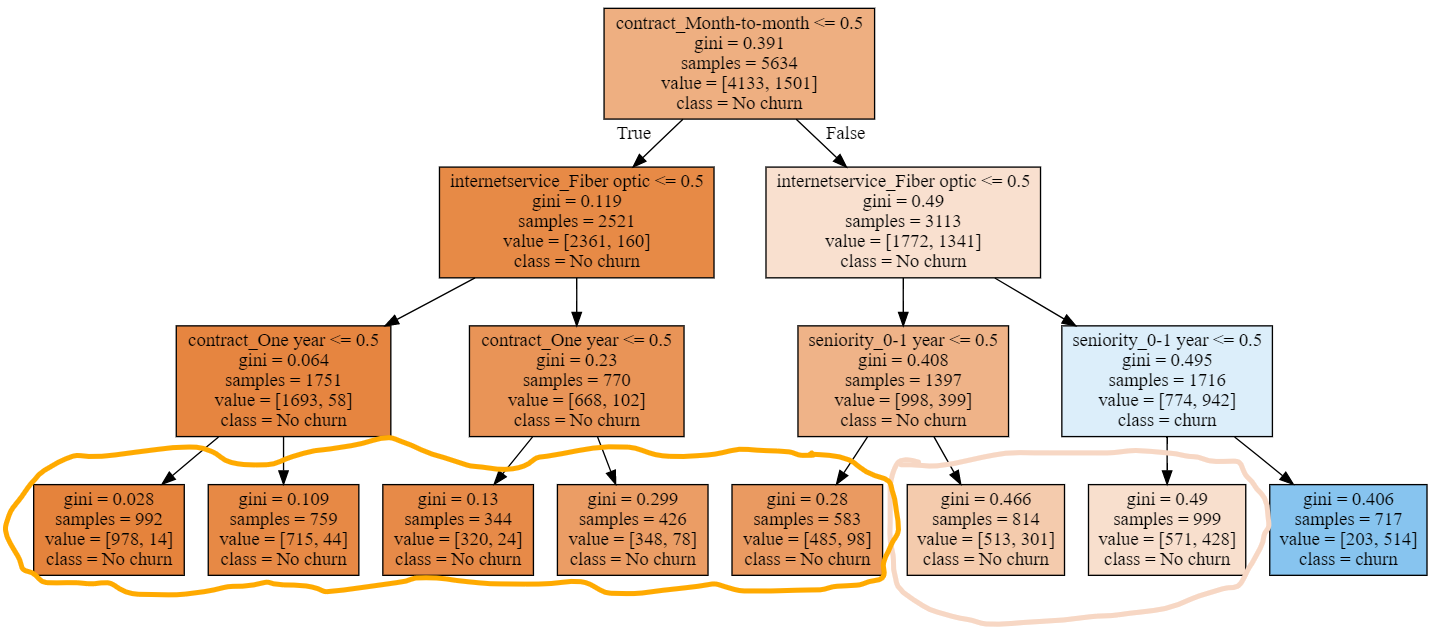 contract_Month-to-month <= 0.5
gini = 0.391
samples = 5634
value = [4133, 1501]
class = No churn
True
False
internetservice_Fiber optic <= 0.5
gini = 0.119
samples = 2521
value = [2361, 160]
class = No churn
internetservice_Fiber optic <= 0.5
gini = 0.49
samples = 3113
value = [1772, 1341]
class = No churn
contract_One year <= 0.5
gini = 0.064
samples = 1751
value = [1693, 58]
class = No churn
contract_One year <= 0.5
gini = 0.23
samples = 770
value = [668, 102]
class = No churn
seniority_0-1 year <= 0.5
gini = 0.408
samples = 1397
value = [998, 399]
class = No churn
seniority_0-1 year <= 0.5
gini = 0.495
samples = 1716
value = [774, 942]
class = churn
gini = 0.028
samples = 992
value = [978, 14]
class = No churn
gini = 0.109
samples = 759
value = [715, 44]
class = No churn
gini = 0.13
samples = 344
value = [320, 24]
class = No churn
gini = 0.299
samples = 426
value = [348, 78]
class = No churn
gini = 0.28
samples = 583
value = [485, 98]
class = No churn
gini = 0.466
samples = 814
value = [513, 301]
class = No churn
gini = 0.49
samples = 999
value = [571, 428]
class = No churn
gini = 0.406
samples = 717
value = [203, 514]
class = churn